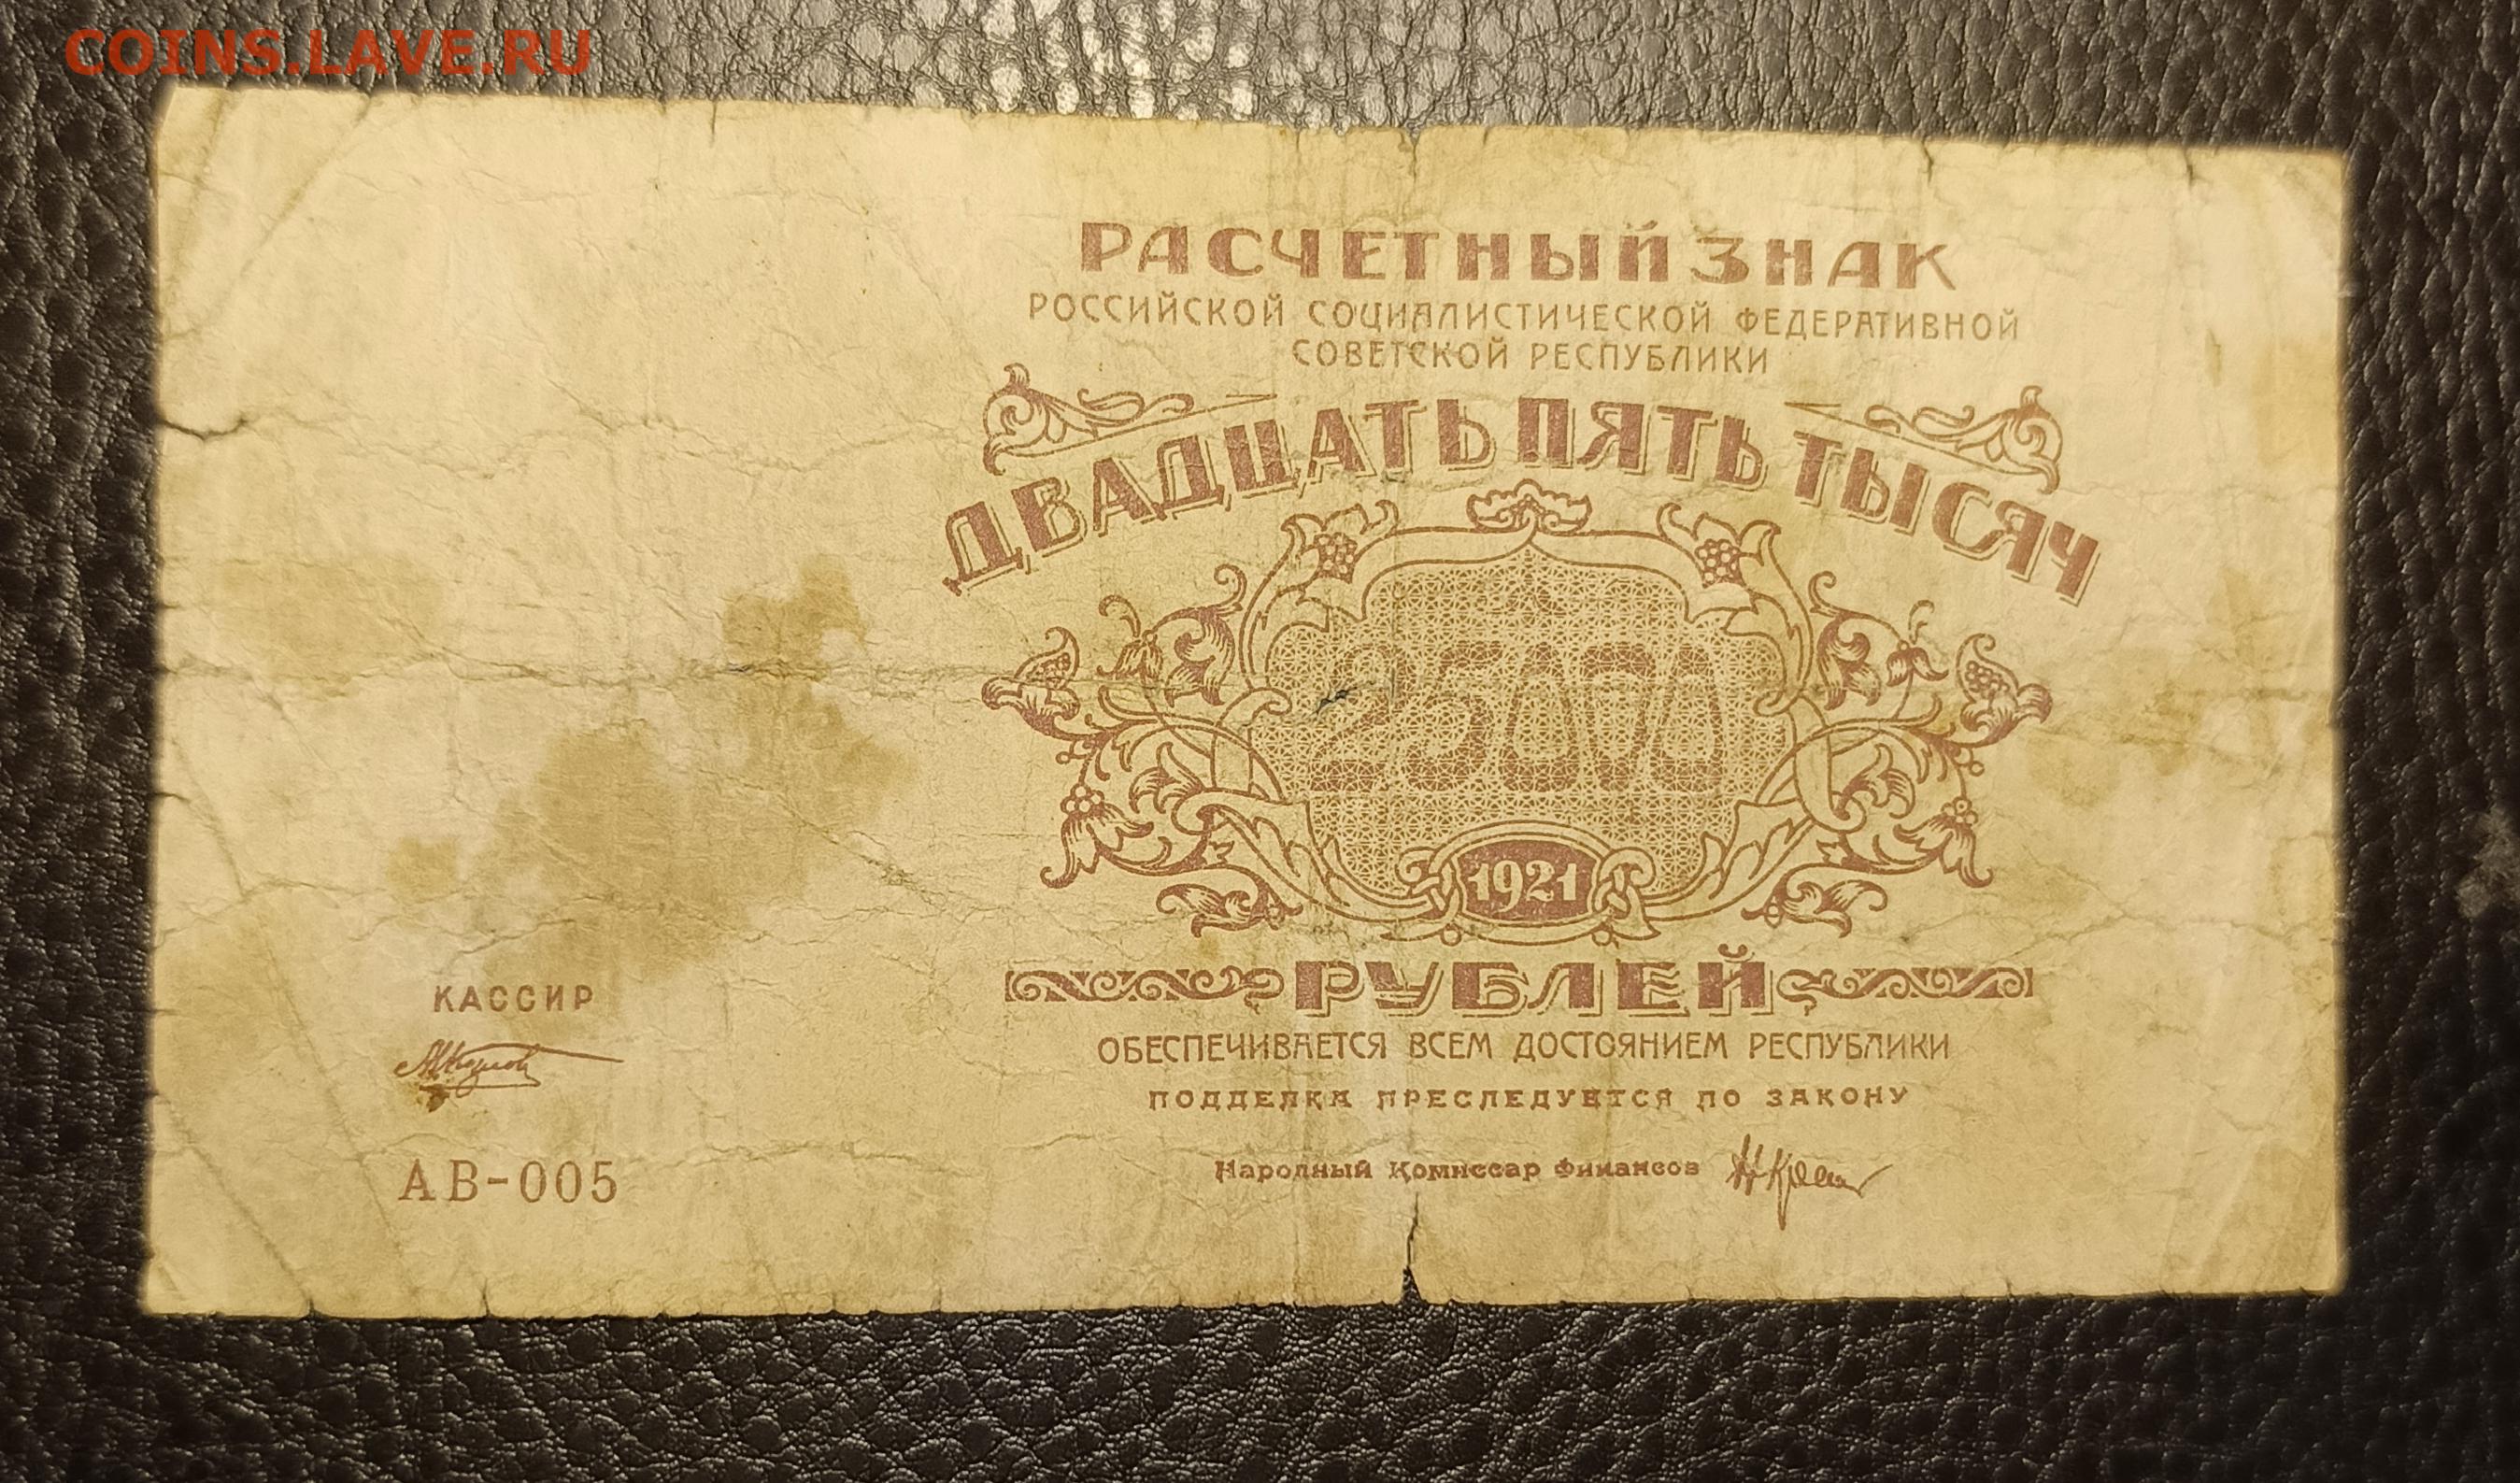 COINS.LAVE.RU
РАСЧЕТНЫЙ ЗНАК
РОССИЙСКОЙ СОЦИАЛИСТИЧЕСКОЙ ФЕДЕРАТИВНОЙ
СОВЕТСКОЙ РЕСПУБЛИКИ
ДВАДЦАТЬ ПЯТЬ ТЫСЯЧ
25000
1921
РУБЛЕЙ
ОБЕСПЕЧИВАЕТСЯ ВСЕМ ДОСТОЯНИЕМ РЕСПУБЛИКИ
ПОДДЕЛКА ПРЕСЛЕДУЕТСЯ ПО ЗАКОНУ
Народный Комиссар Финансов
КАССИР
АВ-005